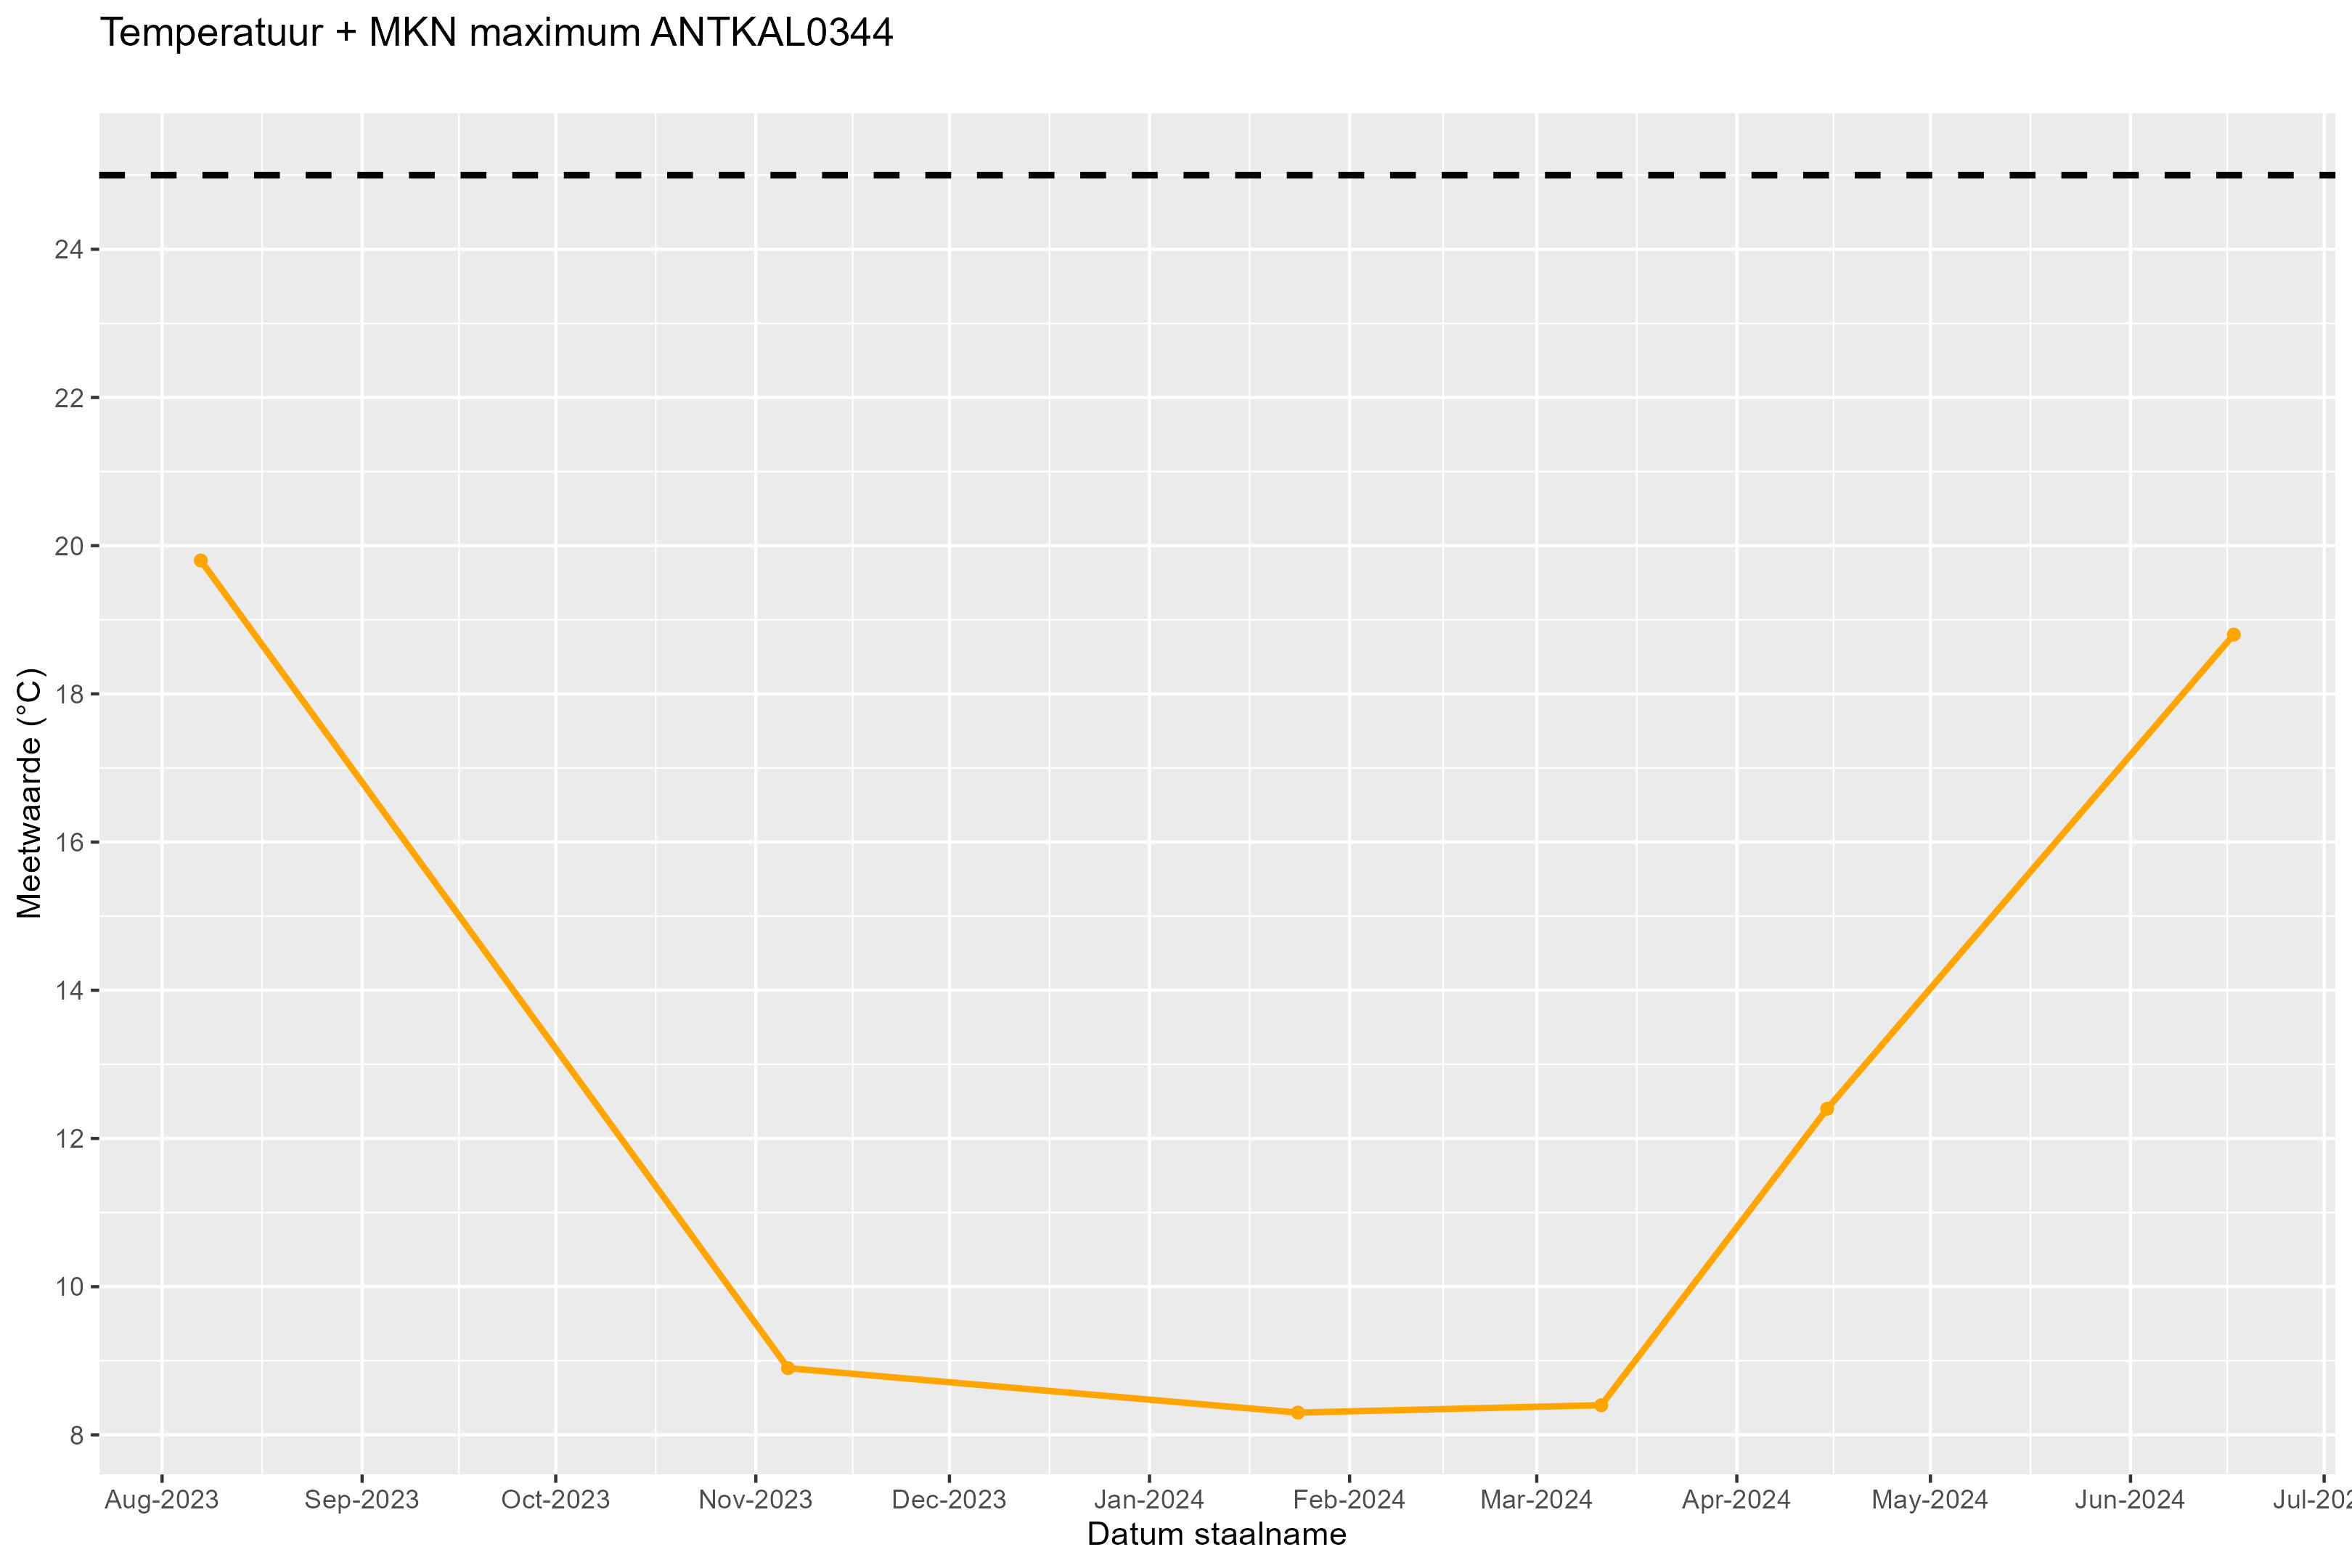 Temperatuur + MKN maximum ANTKAL0344
Meetwaarde (°C)
24
22
20
18
16
14
12
10
8
Aug-2023 Sep-2023 Oct-2023 Nov-2023 Dec-2023 Jan-2024 Feb-2024 Mar-2024 Apr-2024 May-2024 Jun-2024 Jul-202
Datum staalname